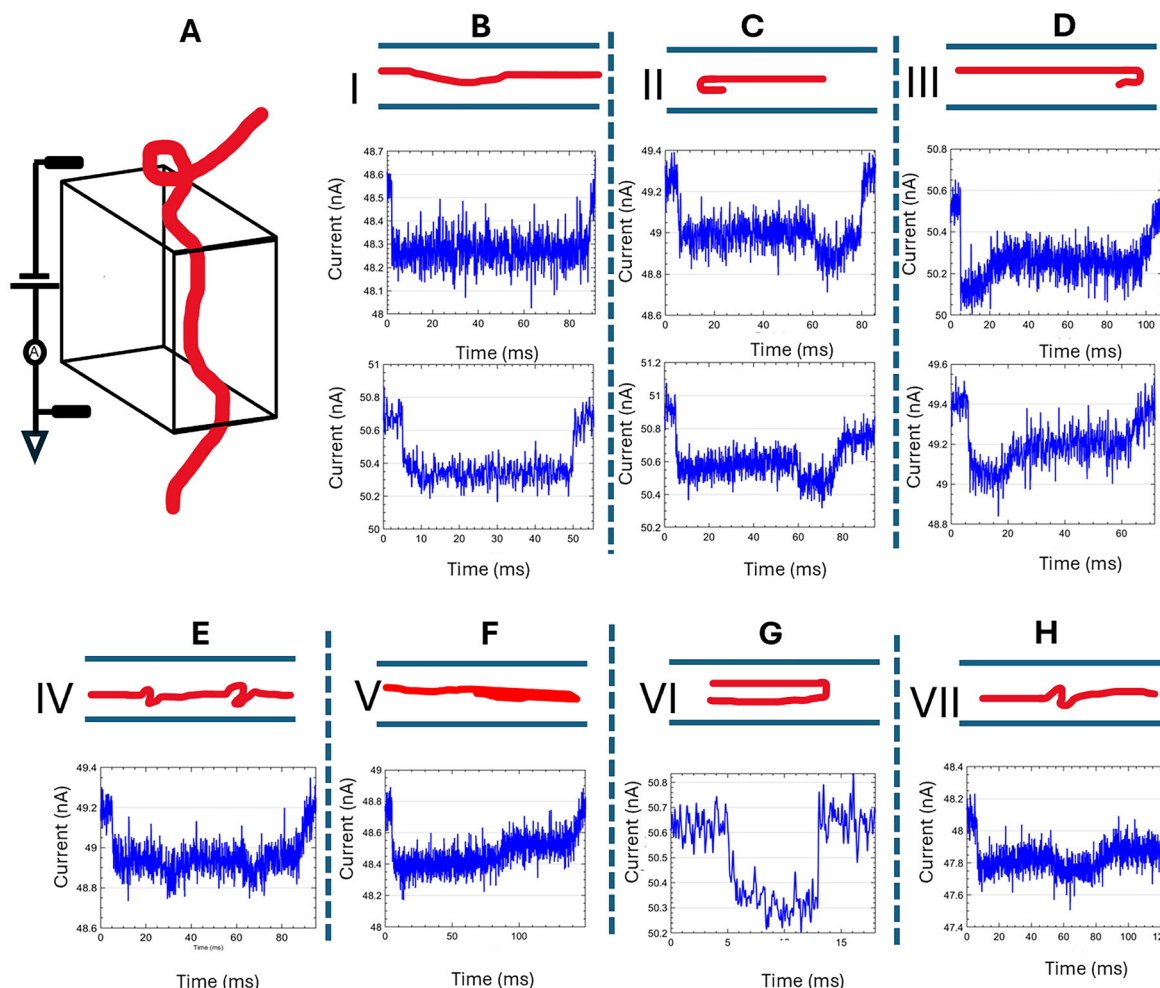 A
B
C
D
I
II
III
A
48.7
48.6
48.5
48.4
48.3
48.2
48.1
48
Current (nA)
0 20 40 60 80
Time (ms)
49.4
49.2
49
48.8
48.6
Current (nA)
0 20 40 60 80
Time (ms)
50.8
50.6
50.4
50.2
50
Current (nA)
0 20 40 60 80 100
Time (ms)
51
50.8
50.6
50.4
50.2
50
Current (nA)
0 10 20 30 40 50
Time (ms)
51.2
51
50.8
50.6
50.4
50.2
Current (nA)
0 20 40 60 80
Time (ms)
49.6
49.4
49.2
49
48.8
Current (nA)
0 20 40 60
Time (ms)
E
F
G
H
IV
V
VI
VII
49.4
49.2
49
48.8
48.6
Current (nA)
0 20 40 60 80
Time (ms)
Time (ms)
49
48.8
48.6
48.4
48.2
48
Current (nA)
0 50 100
Time (ms)
50.8
50.7
50.6
50.5
50.4
50.3
50.2
Current (nA)
0 5 10 15
Time (ms)
48.4
48.2
48
47.8
47.6
47.4
Current (nA)
0 20 40 60 80 100
Time (ms)